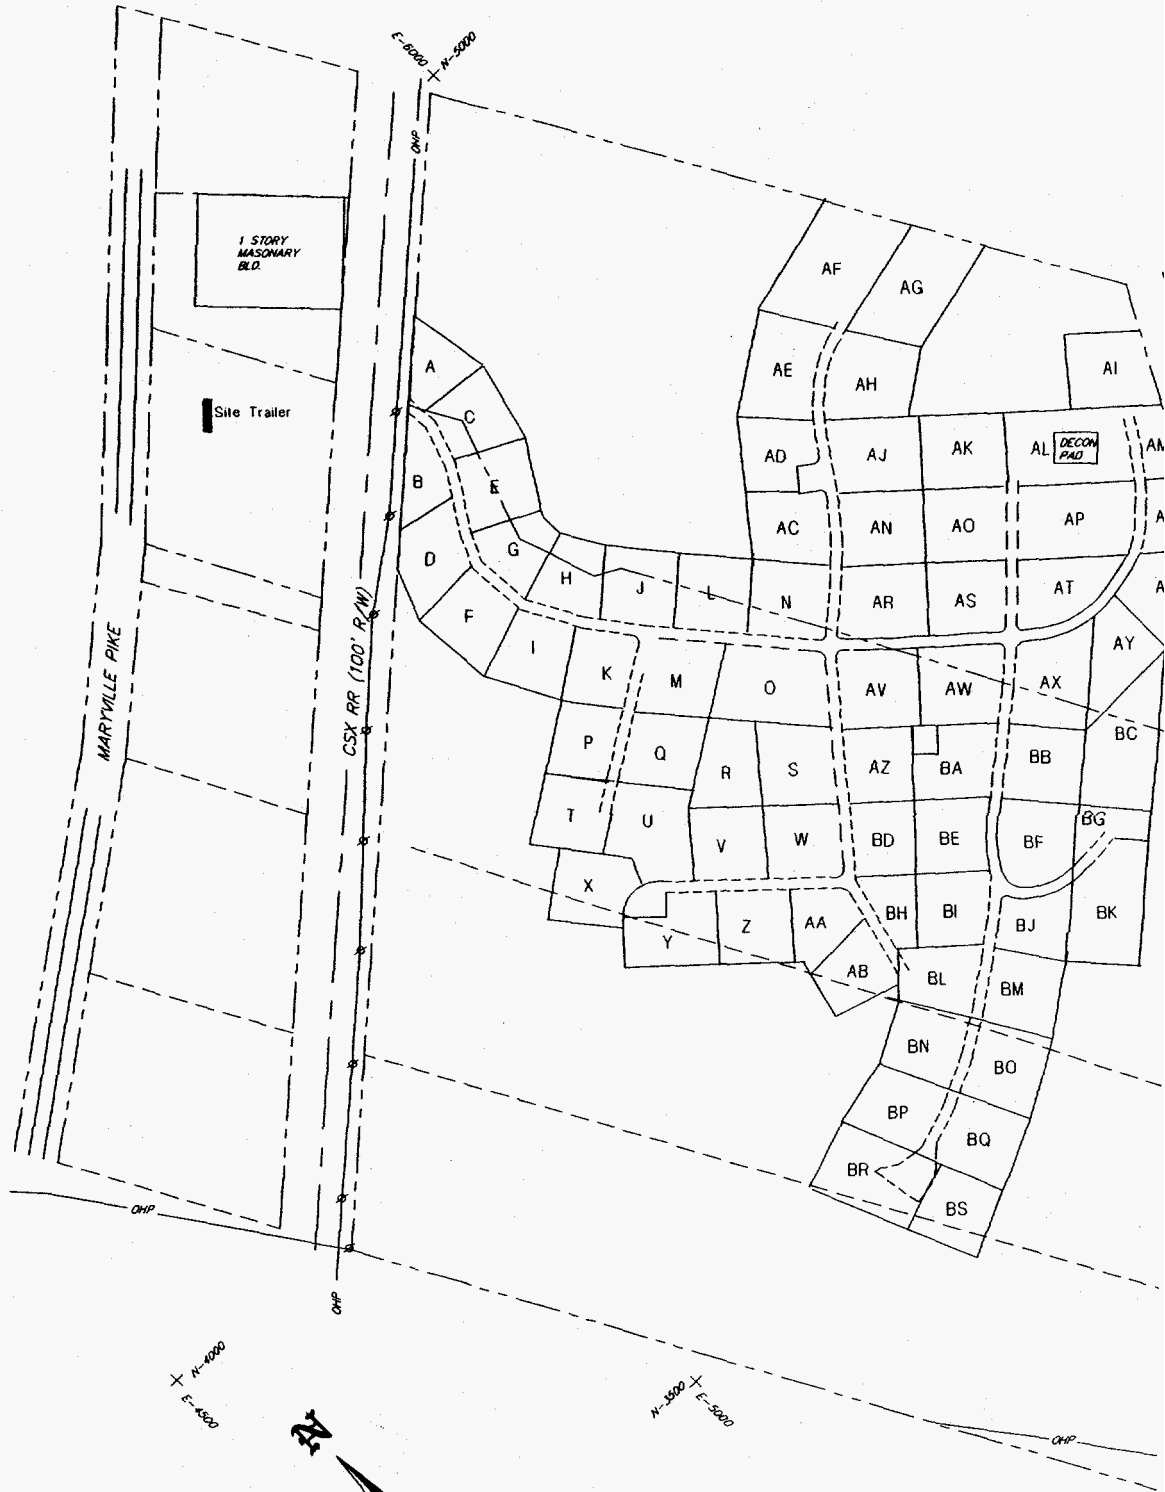 E-6000
N-5000
OHP
1 STORY
MASONARY
BLD.
AF
AG
A
AE
AH
AI
Site Trailer
C
AD
AJ
AK
AL
DECON
PAD
B
E
AC
AN
AO
AP
D
G
H
J
L
N
AR
AS
AT
F
I
K
M
O
AV
AW
AX
AY
MARYVILLE PIKE
CSX RR (100' R/W)
P
Q
R
S
AZ
BA
BB
BC
T
U
V
W
BD
BE
BF
BG
X
Y
Z
AA
BH
BI
BJ
BK
AB
BL
BM
BN
BO
BP
BQ
BR
BS
OHP
OHP
N-4000
E-4500
N-3500
E-5000
OHP
N